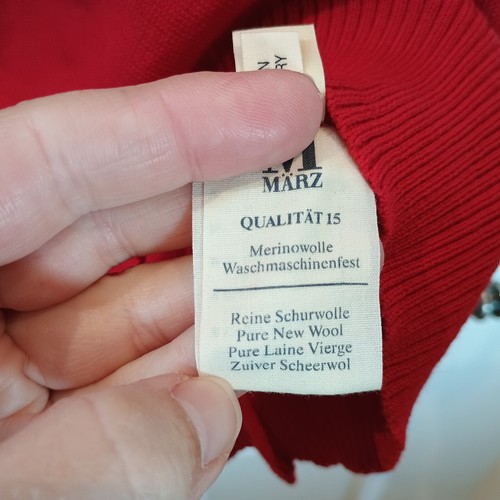 M
MÄRZ
QUALITÄT 15
Merinowolle
Waschmaschinenfest
Reine Schurwolle
Pure New Wool
Pure Laine Vierge
Zuiver Scheerwol